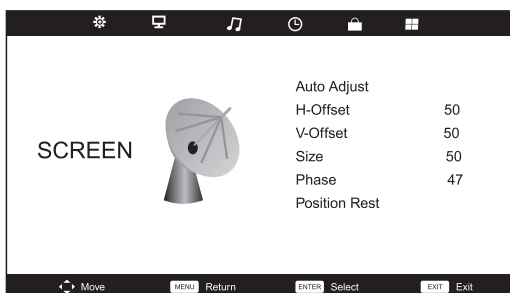 SCREEN
Auto Adjust
H-Offset 50
V-Offset 50
Size 50
Phase 47
Position Rest
Move MENU Return ENTER Select EXIT Exit